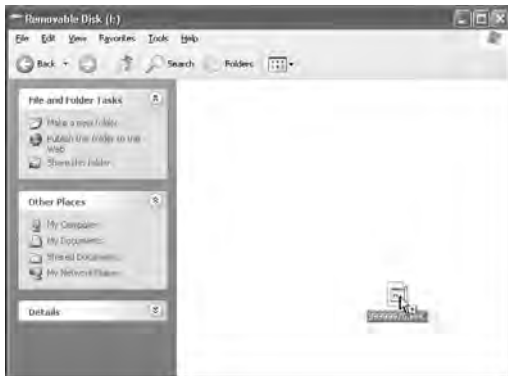 Removable Disk (I:)
File Edit View Favorites Tools Help
Back Search Folders
File and Folder Tasks
Make a new folder
Publish this folder to the
Web
Share this folder
Other Places
My Computer
My Documents
Shared Documents
My Network Places
Details